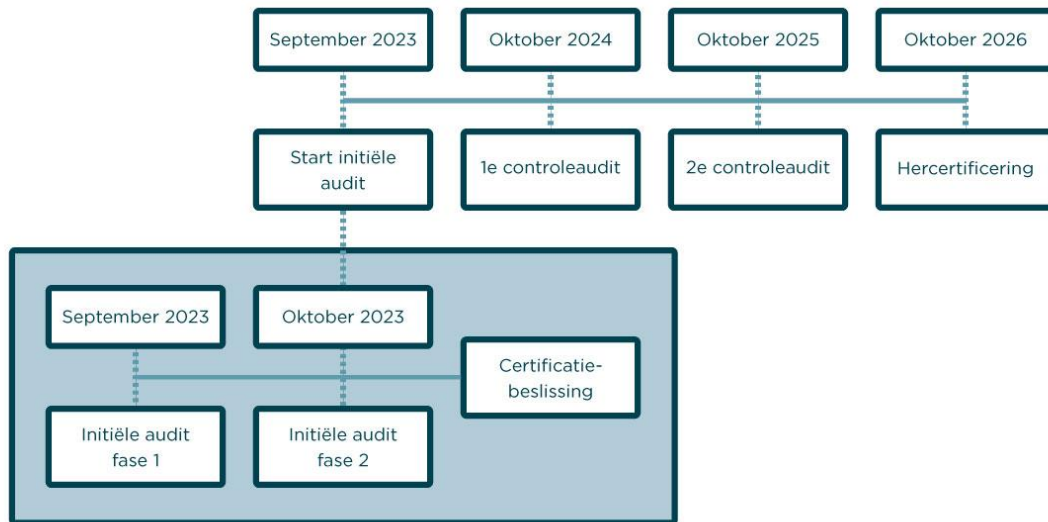 September 2023
Oktober 2024
Oktober 2025
Oktober 2026
Start initiële
audit
1e controleaudit
2e controleaudit
Hercertificering
September 2023
Oktober 2023
Certificatie-
beslissing
Initiële audit
fase 1
Initiële audit
fase 2